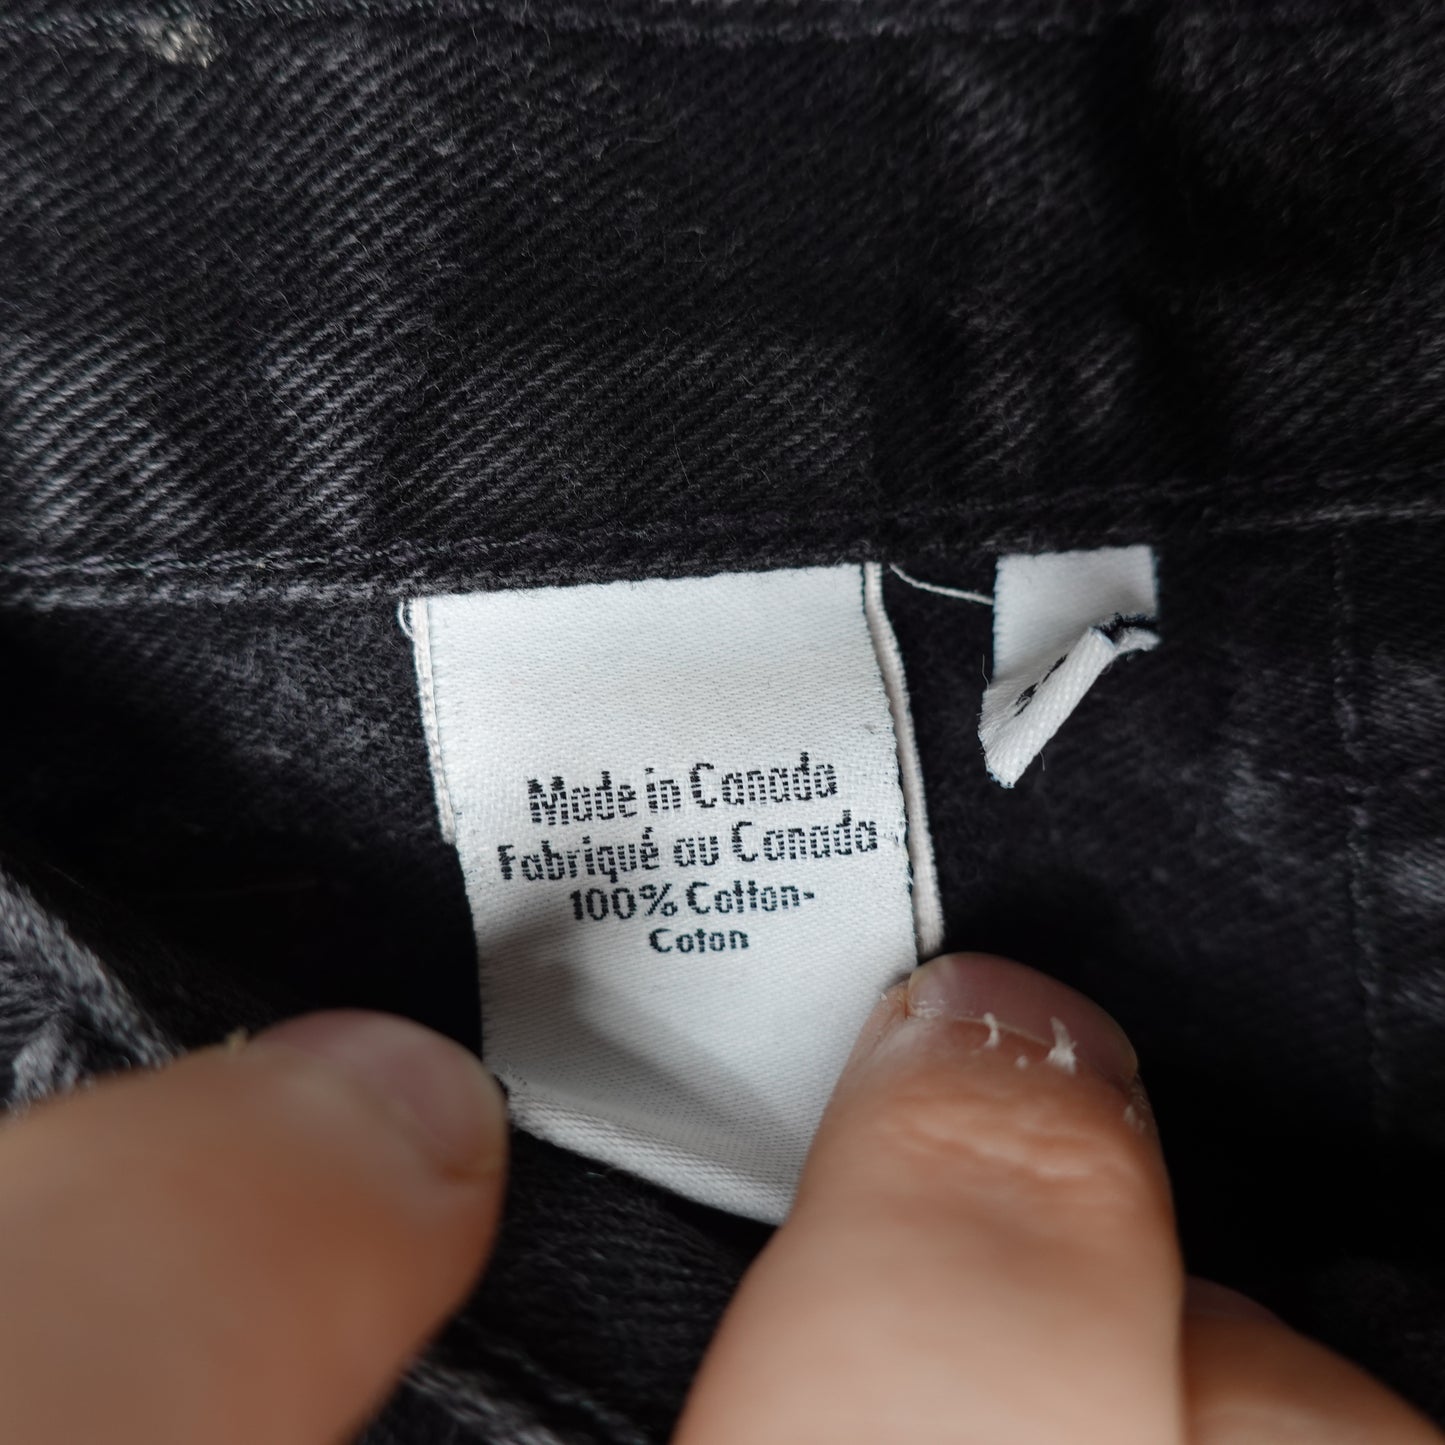 Made in Canada
Fabriqué au Canada
100% Cotton-
Coton